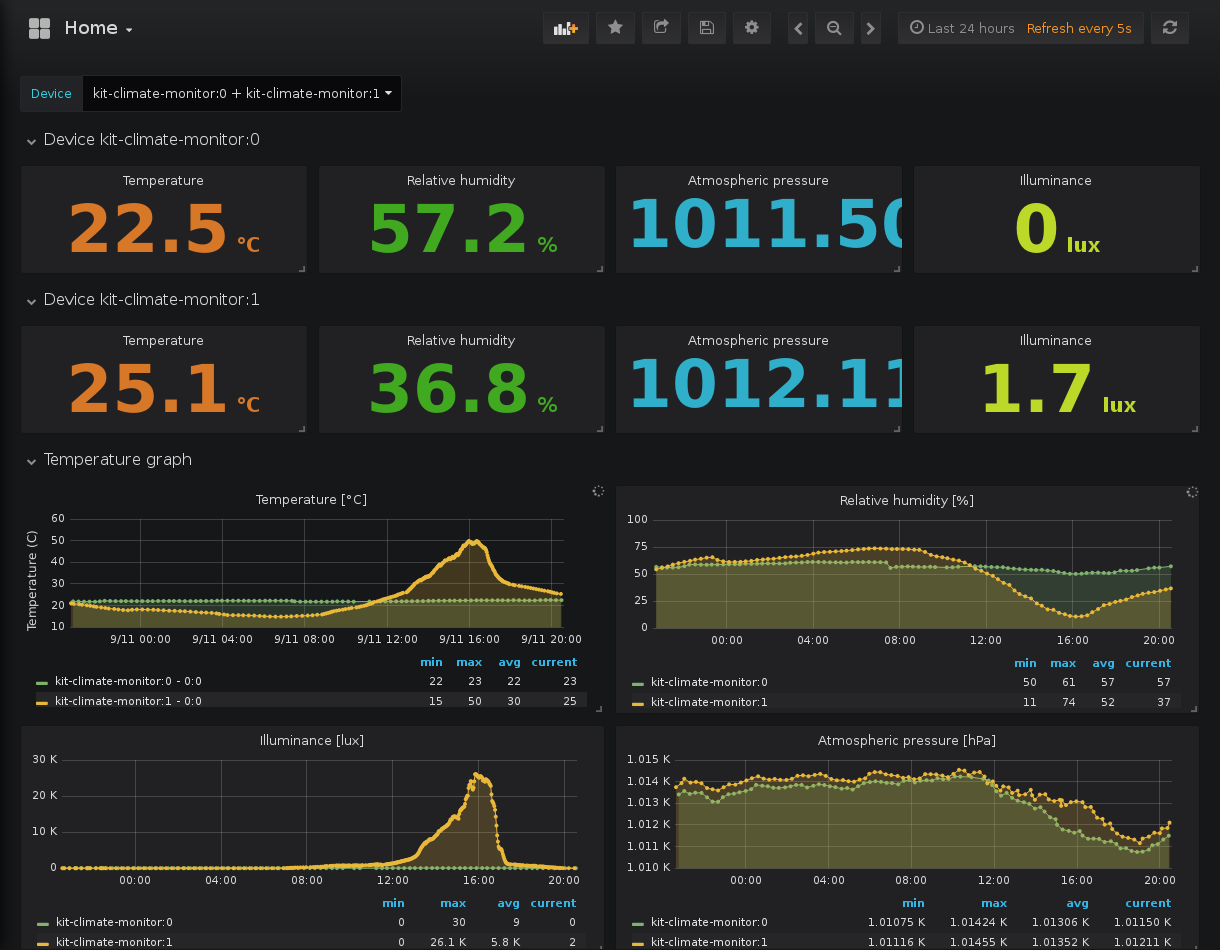 Home
Last 24 hours Refresh every 5s
Device kit-climate-monitor:0 + kit-climate-monitor:1
Device kit-climate-monitor:0
Temperature Relative humidity Atmospheric pressure Illuminance
22.5 °C 57.2 % 1011.50 0 lux
Device kit-climate-monitor:1
Temperature Relative humidity Atmospheric pressure Illuminance
25.1 °C 36.8 % 1012.11 1.7 lux
Temperature graph
Temperature [°C]
Temperature (C)
60
50
40
30
20
10
9/11 00:00 9/11 04:00 9/11 08:00 9/11 12:00 9/11 16:00 9/11 20:00
min max avg current
kit-climate-monitor:0 - 0:0 22 23 22 23
kit-climate-monitor:1 - 0:0 15 50 30 25
Relative humidity [%]
100
75
50
25
0
00:00 04:00 08:00 12:00 16:00 20:00
min max avg current
kit-climate-monitor:0 50 61 57 57
kit-climate-monitor:1 11 74 52 37
Illuminance [lux]
30 K
20 K
10 K
0
00:00 04:00 08:00 12:00 16:00 20:00
min max avg current
kit-climate-monitor:0 0 30 9 0
kit-climate-monitor:1 0 26.1 K 5.8 K 2
Atmospheric pressure [hPa]
1.015 K
1.014 K
1.013 K
1.012 K
1.011 K
1.010 K
00:00 04:00 08:00 12:00 16:00 20:00
min max avg current
kit-climate-monitor:0 1.01075 K 1.01424 K 1.01306 K 1.01150 K
kit-climate-monitor:1 1.01116 K 1.01455 K 1.01352 K 1.01211 K